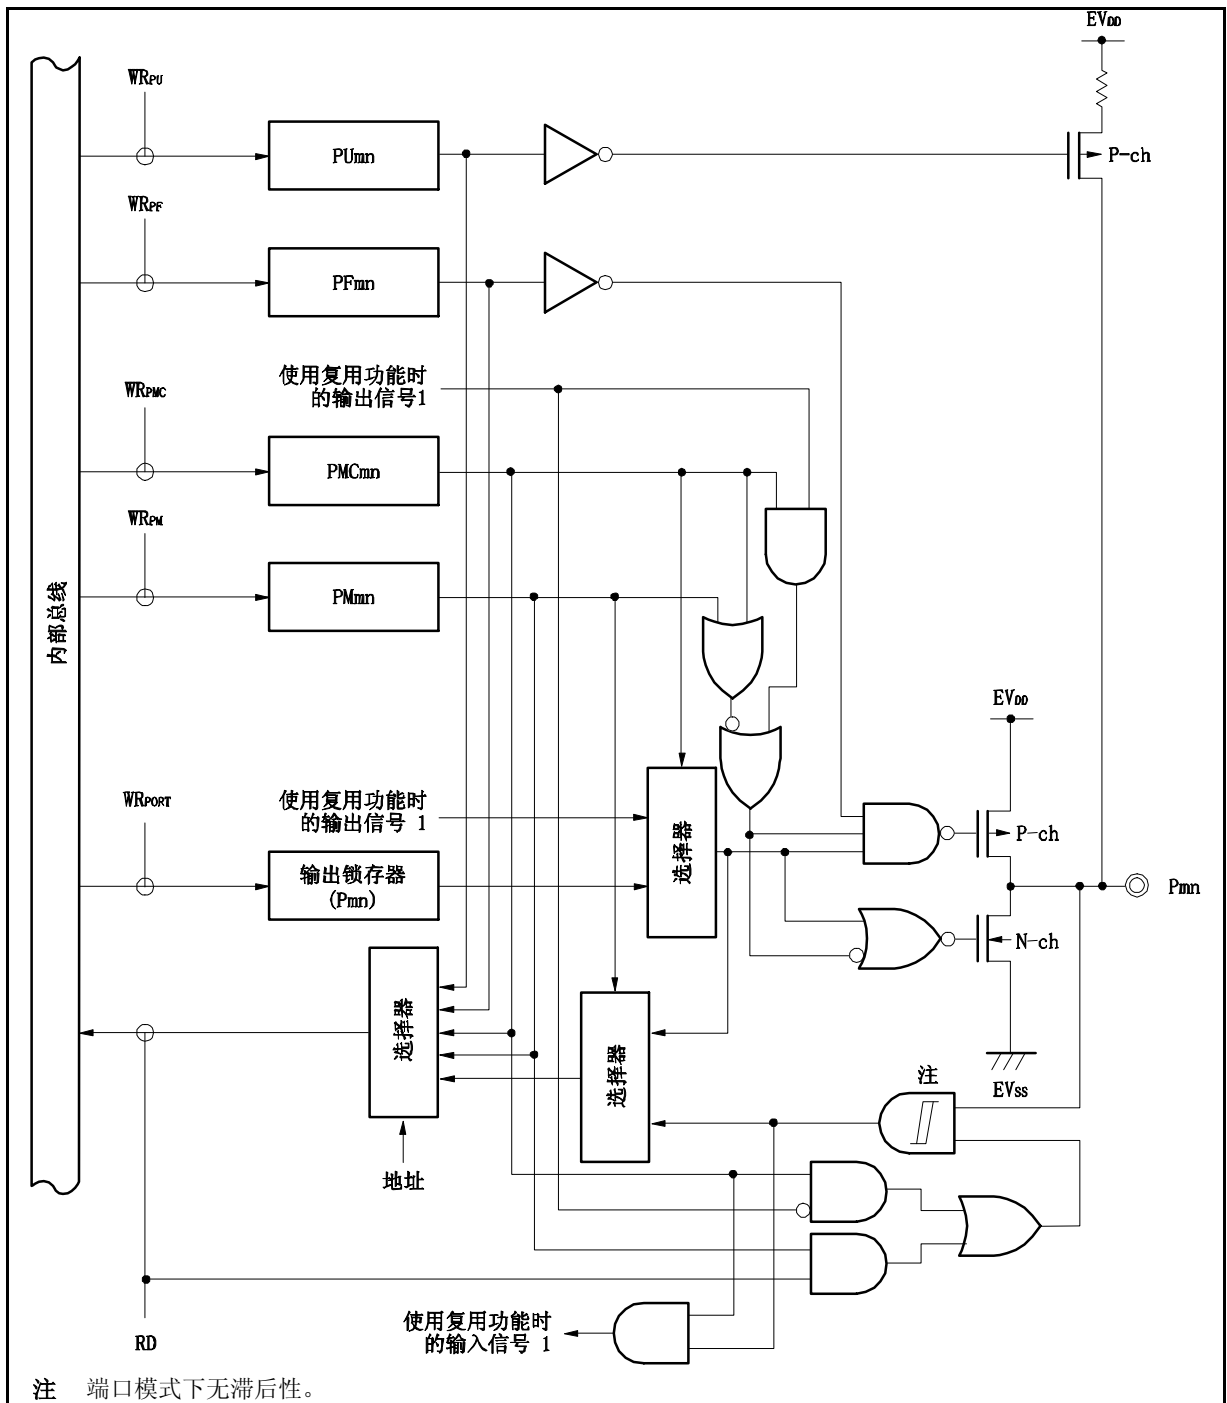 EVDD
WRPU
PUmn
P-ch
WRPF
PFmn
使用复用功能时
的输出信号1
WRPMC
PMCmn
WRPM
PMmn
内部总线
EVDD
WRPORT
使用复用功能时
的输出信号 1
选择器
P-ch
输出锁存器
(Pmn)
Pmn
N-ch
选择器
选择器
注
EVSS
地址
使用复用功能时
的输入信号 1
RD
注 端口模式下无滞后性。